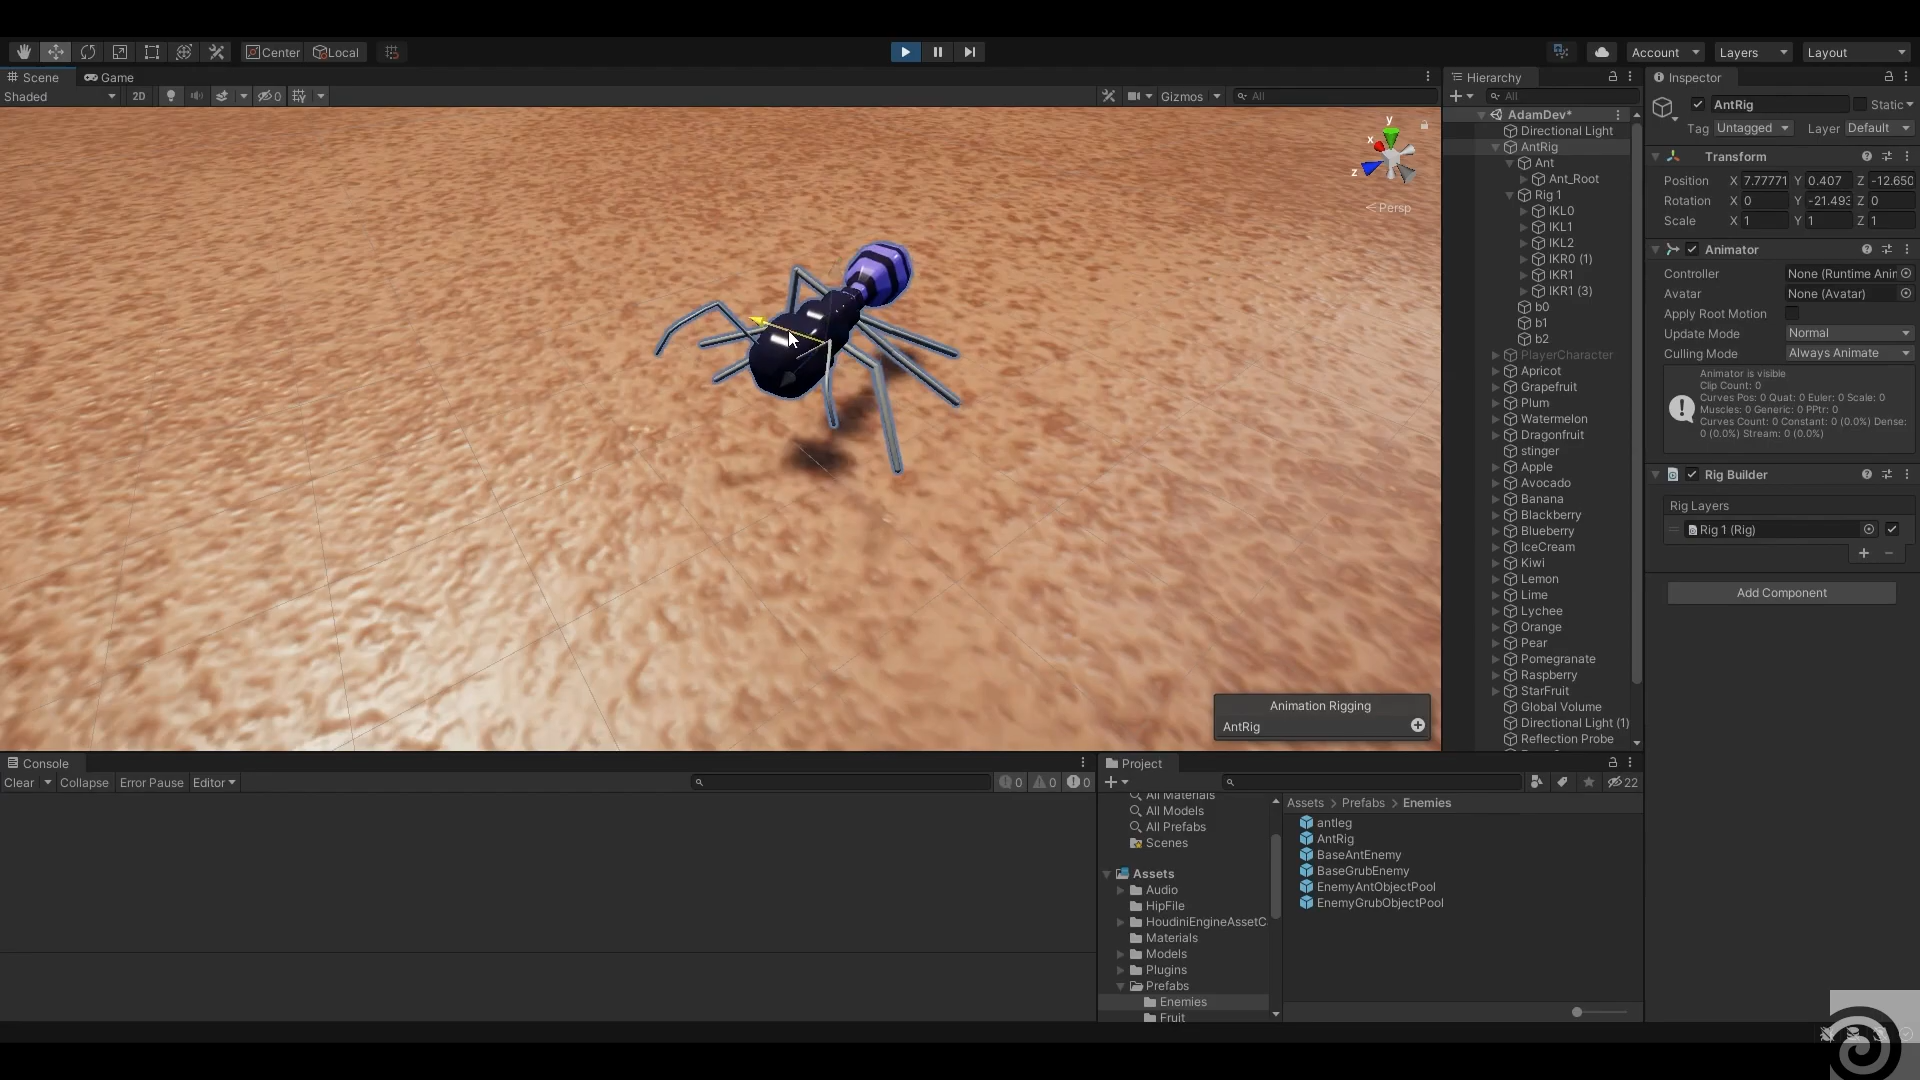 Center Local
Account Layers Layout
Scene Game
Shaded 2D Gizmos All
y
x
z
Persp
Animation Rigging
AntRig
Hierarchy
All
AdamDev*
Directional Light
AntRig
Ant
Ant_Root
Rig 1
IKL0
IKL1
IKL2
IKR0 (1)
IKR1
IKR1 (3)
b0
b1
b2
PlayerCharacter
Apricot
Grapefruit
Plum
Watermelon
Dragonfruit
stinger
Apple
Avocado
Banana
Blackberry
Blueberry
IceCream
Kiwi
Lemon
Lime
Lychee
Orange
Pear
Pomegranate
Raspberry
StarFruit
Global Volume
Directional Light (1)
Reflection Probe
Inspector
AntRig Static
Tag Untagged Layer Default
Transform
Position X 7.77771 Y 0.407 Z -12.650
Rotation X 0 Y -21.493 Z 0
Scale X 1 Y 1 Z 1
Animator
Controller None (Runtime Anin
Avatar None (Avatar)
Apply Root Motion
Update Mode Normal
Culling Mode Always Animate
Animator is visible
Clip Count: 0
Curves Pos: 0 Quat: 0 Euler: 0 Scale: 0
Muscles: 0 Generic: 0 PPtr: 0
Curves Count: 0 Constant: 0 (0.0%) Dense:
0 (0.0%) Stream: 0 (0.0%)
Rig Builder
Rig Layers
Rig 1 (Rig)
Add Component
Console
Clear Collapse Error Pause Editor 0 0 0
Project
22
All Materials
All Models
All Prefabs
Scenes
Assets
Audio
HipFile
HoudiniEngineAssetC
Materials
Models
Plugins
Prefabs
Enemies
Fruit
Assets > Prefabs > Enemies
antleg
AntRig
BaseAntEnemy
BaseGrubEnemy
EnemyAntObjectPool
EnemyGrubObjectPool